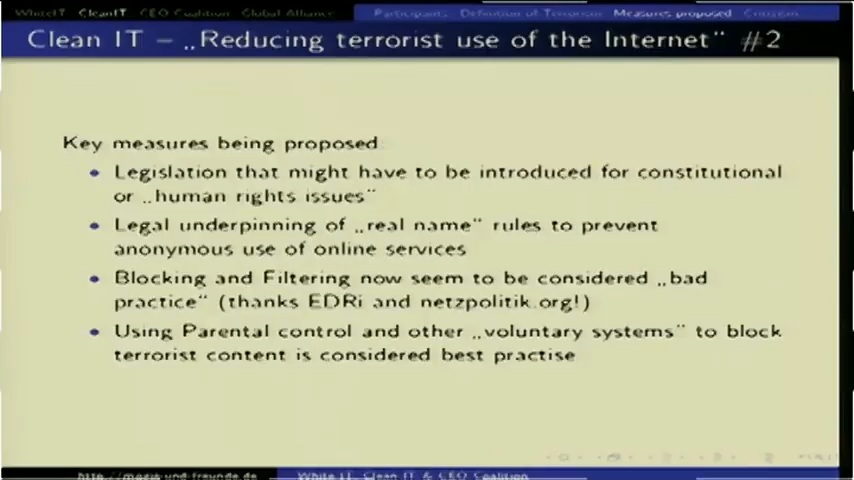 WhiteIT CleanIT CEO Coalition Global Alliance Participants Definition of Terrorism Measures proposed Criticism
Clean IT – „Reducing terrorist use of the Internet“ #2
Key measures being proposed
• Legislation that might have to be introduced for constitutional
or „human rights issues“
• Legal underpinning of „real name“ rules to prevent
anonymous use of online services
• Blocking and Filtering now seem to be considered „bad
practice“ (thanks EDRi and netzpolitik.org!)
• Using Parental control and other „voluntary systems“ to block
terrorist content is considered best practise
White IT, Clean IT & CEO Coalition